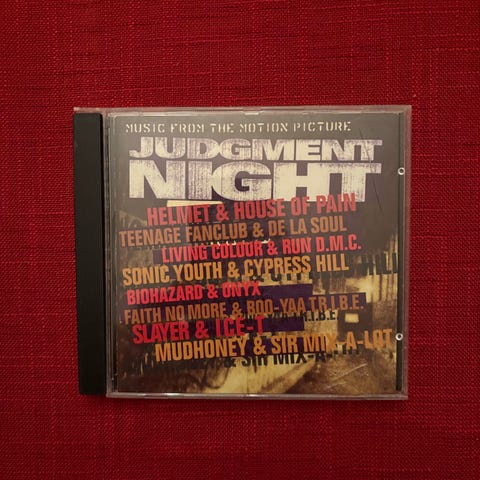 MUSIC FROM THE MOTION PICTURE
JUDGMENT
NIGHT
HELMET & HOUSE OF PAIN
TEENAGE FANCLUB & DE LA SOUL
LIVING COLOUR & RUN D.M.C.
SONIC YOUTH & CYPRESS HILL
BIOHAZARD & ONYX
FAITH NO MORE & BOO-YAA T.R.I.B.E.
SLAYER & ICE-T
MUDHONEY & SIR MIX-A-LOT